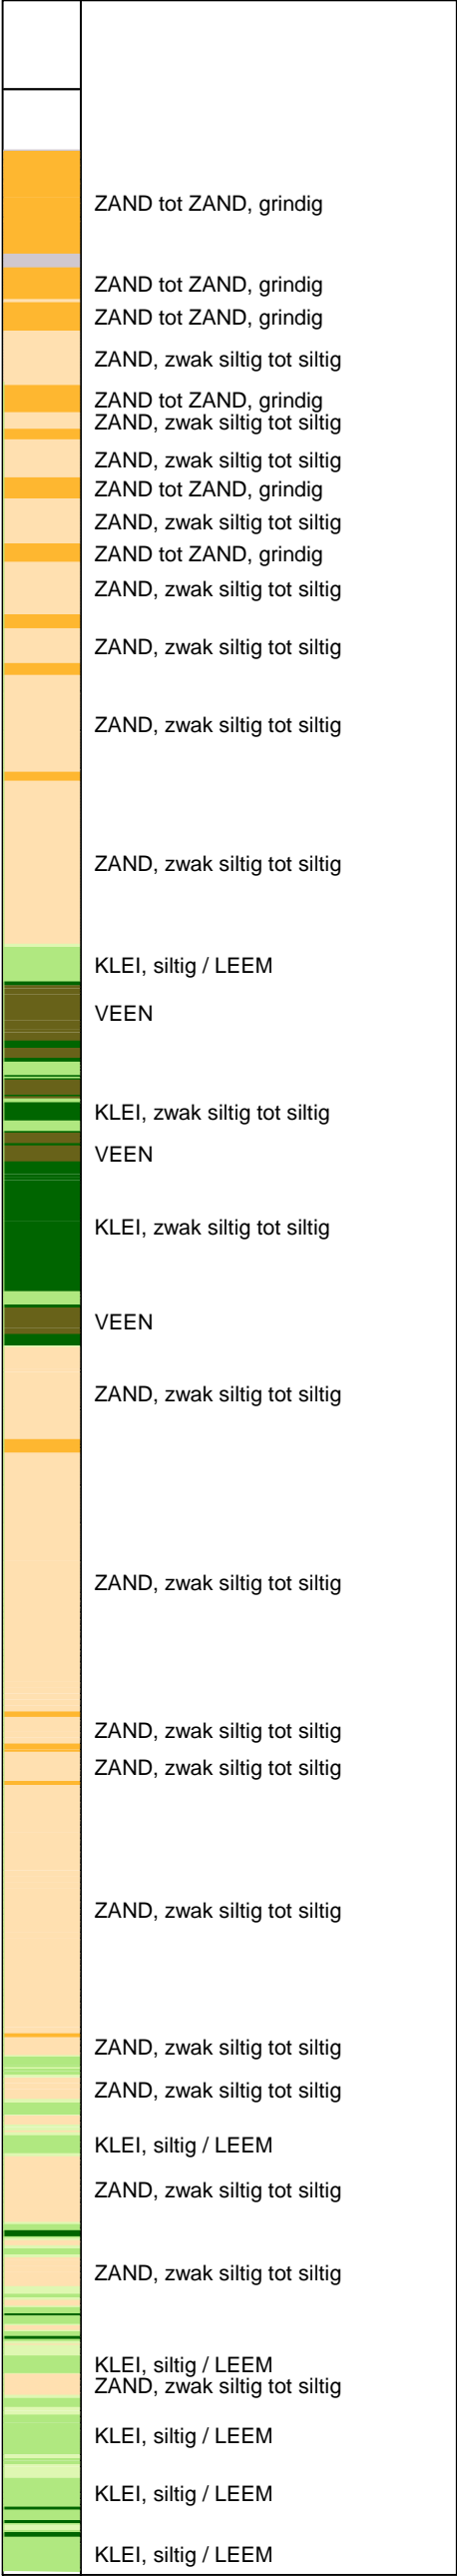 ZAND tot ZAND, grindig
ZAND tot ZAND, grindig
ZAND tot ZAND, grindig
ZAND, zwak siltig tot siltig
ZAND tot ZAND, grindig
ZAND, zwak siltig tot siltig
ZAND, zwak siltig tot siltig
ZAND tot ZAND, grindig
ZAND, zwak siltig tot siltig
ZAND tot ZAND, grindig
ZAND, zwak siltig tot siltig
ZAND, zwak siltig tot siltig
ZAND, zwak siltig tot siltig
ZAND, zwak siltig tot siltig
KLEI, siltig / LEEM
VEEN
KLEI, zwak siltig tot siltig
VEEN
KLEI, zwak siltig tot siltig
VEEN
ZAND, zwak siltig tot siltig
ZAND, zwak siltig tot siltig
ZAND, zwak siltig tot siltig
ZAND, zwak siltig tot siltig
ZAND, zwak siltig tot siltig
ZAND, zwak siltig tot siltig
ZAND, zwak siltig tot siltig
KLEI, siltig / LEEM
ZAND, zwak siltig tot siltig
ZAND, zwak siltig tot siltig
KLEI, siltig / LEEM
ZAND, zwak siltig tot siltig
KLEI, siltig / LEEM
KLEI, siltig / LEEM
KLEI, siltig / LEEM